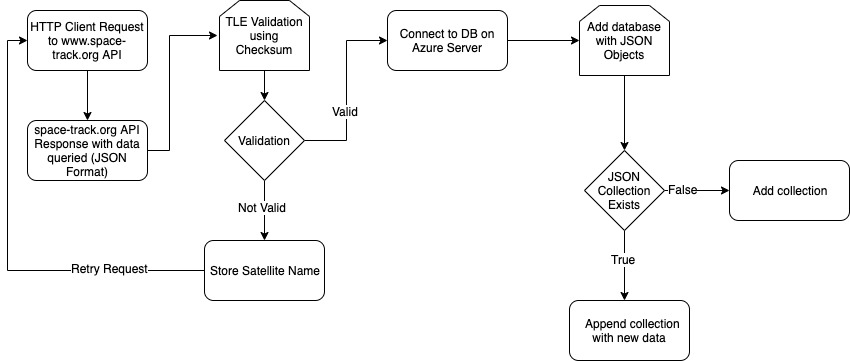 HTTP Client Request
to www.space-
track.org API
space-track.org API
Response with data
queried (JSON
Format)
TLE Validation
using
Checksum
Validation
Valid
Not Valid
Store Satellite Name
Retry Request
Connect to DB on
Azure Server
Add database
with JSON
Objects
JSON
Collection
Exists
False
Add collection
True
Append collection
with new data